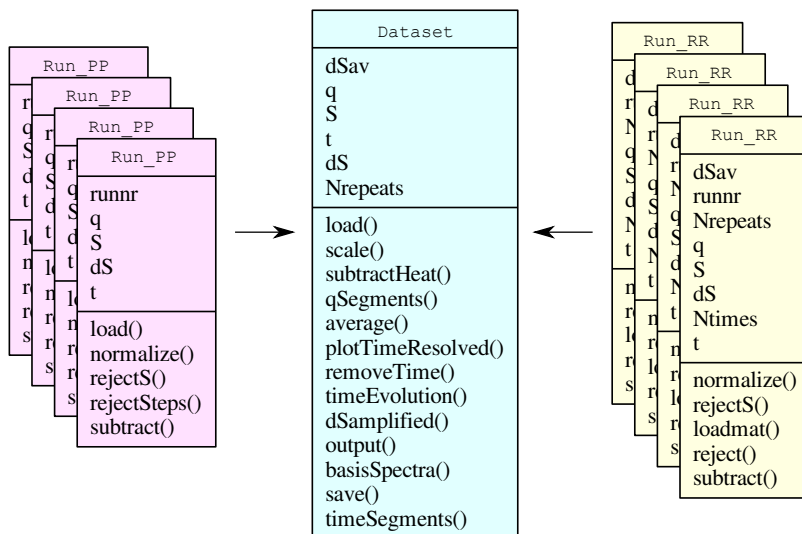 Run_PP
Run_PP
Run_PP
Run_PP
runnr
q
S
dS
t
load()
normalize()
rejectS()
rejectSteps()
subtract()
Dataset
dSav
q
S
t
dS
Nrepeats
load()
scale()
subtractHeat()
qSegments()
average()
plotTimeResolved()
removeTime()
timeEvolution()
dSamplified()
output()
basisSpectra()
save()
timeSegments()
Run_RR
Run_RR
Run_RR
Run_RR
dSav
runnr
Nrepeats
q
S
dS
Ntimes
t
normalize()
rejectS()
loadmat()
reject()
subtract()